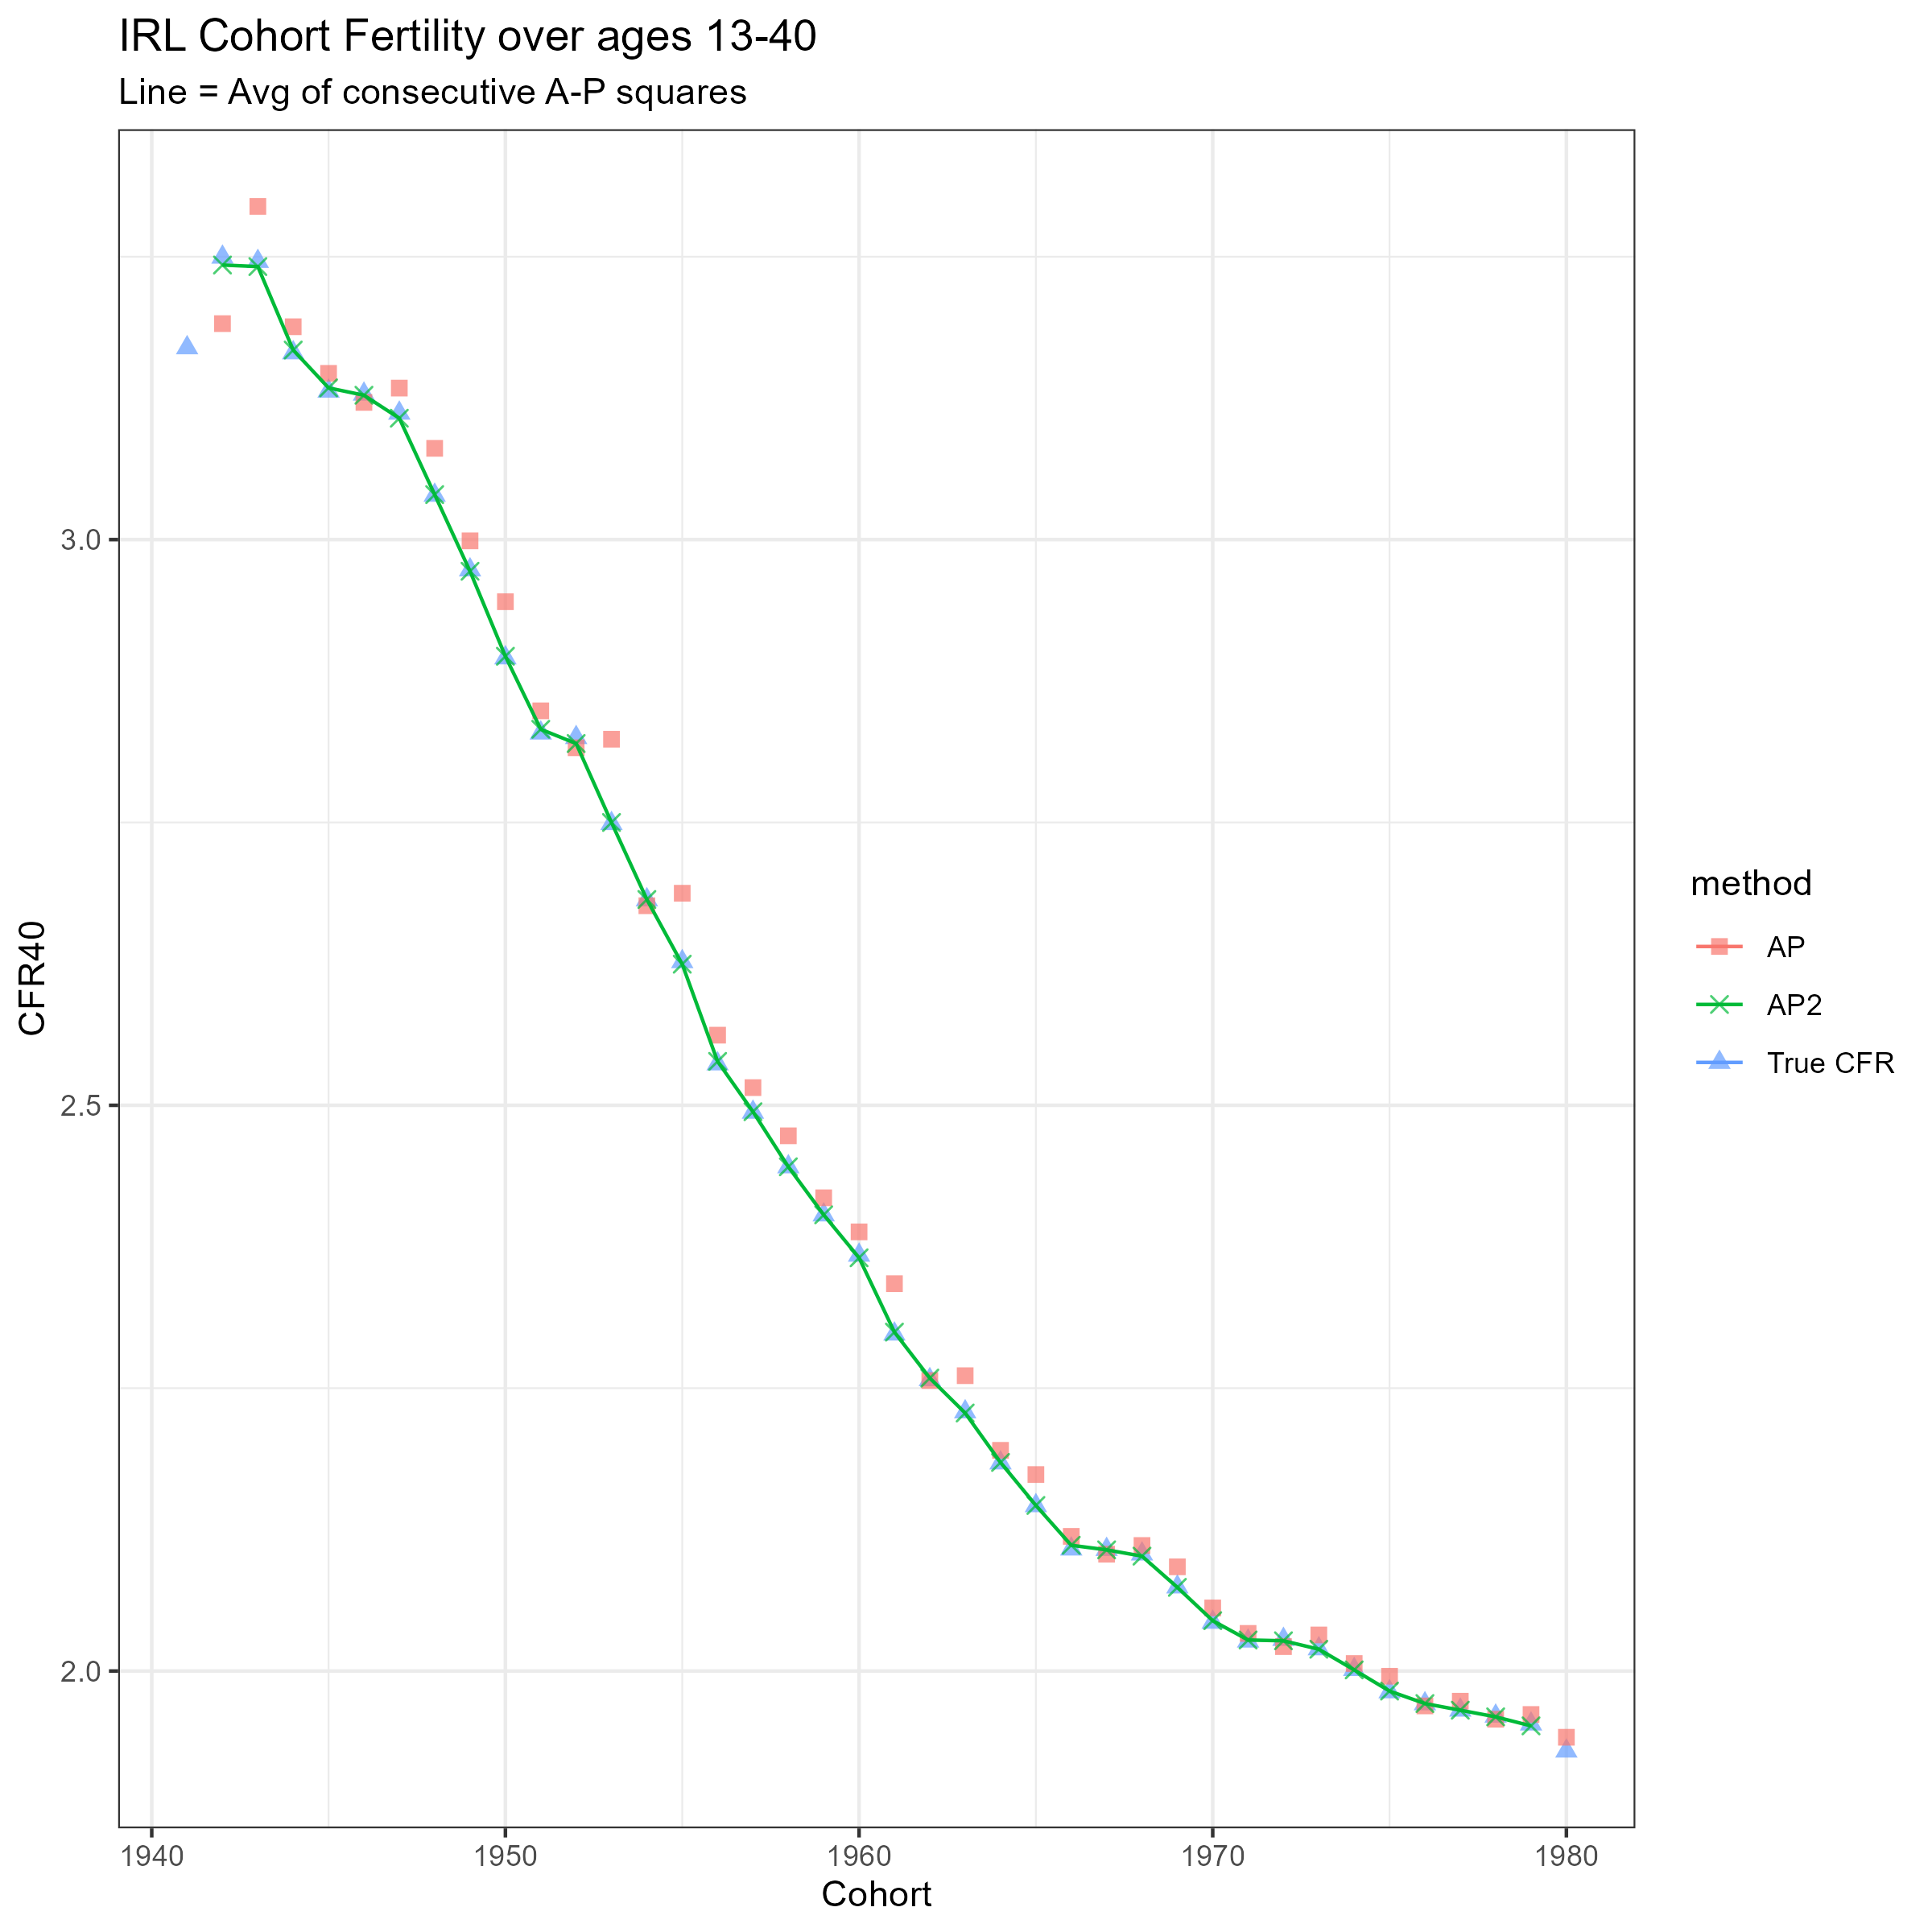 IRL Cohort Fertility over ages 13-40
Line = Avg of consecutive A-P squares
CFR40
3.0
2.5
2.0
1940 1950 1960 1970 1980
Cohort
method
AP
AP2
True CFR